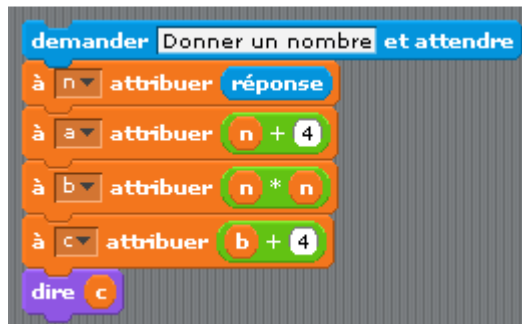 demander Donner un nombre et attendre
à n attribuer réponse
à a attribuer n + 4
à b attribuer n * n
à c attribuer b + 4
dire c